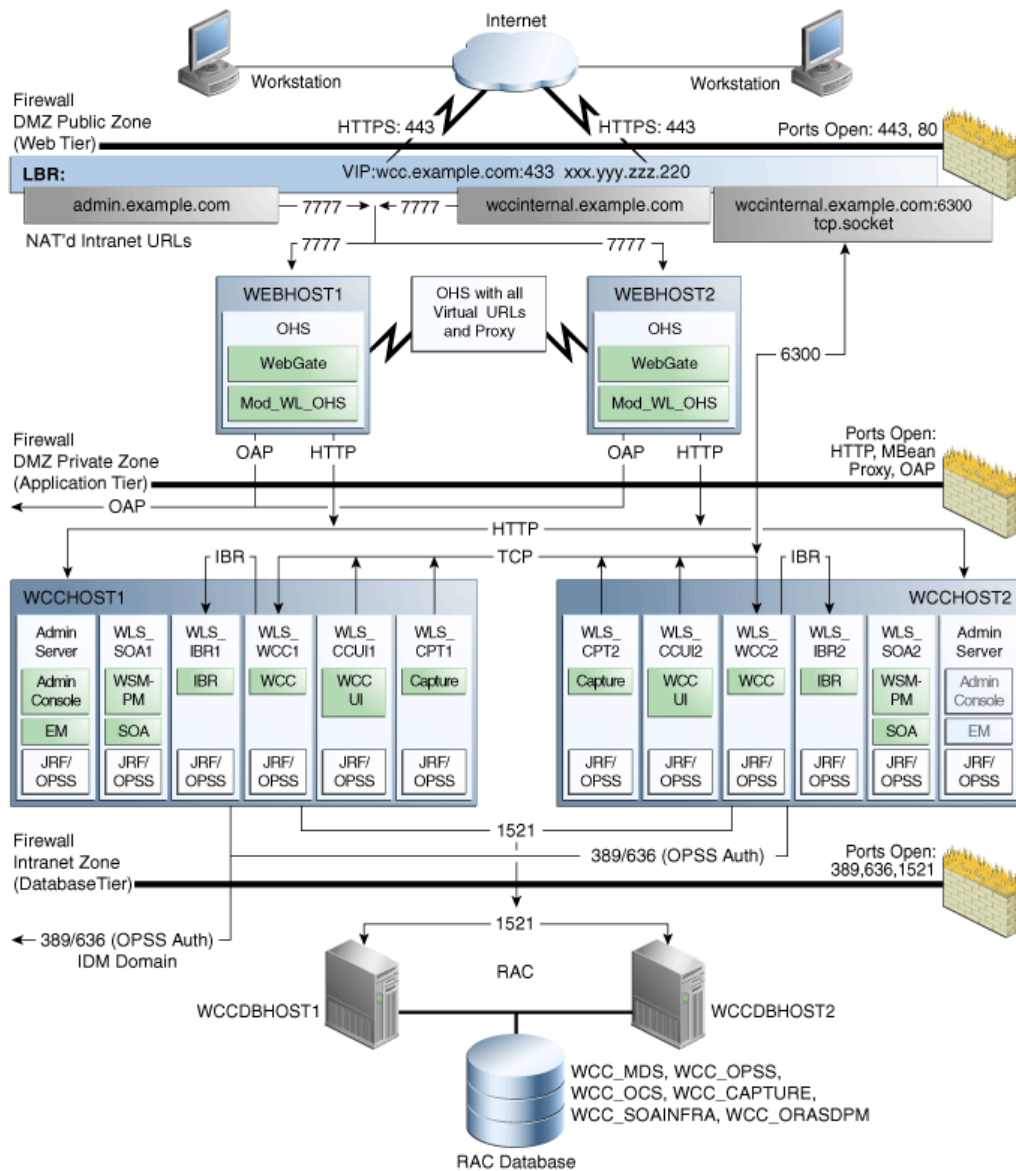 Internet
Workstation
Workstation
Firewall
DMZ Public Zone
(Web Tier)
HTTPS: 443
HTTPS: 443
Ports Open: 443, 80
LBR:
VIP:wcc.example.com:433 xxx.yyy.zzz.220
admin.example.com
7777
7777
wccinternal.example.com
wccinternal.example.com:6300
tcp.socket
NAT'd Intranet URLs
7777
7777
WEBHOST1
OHS
WebGate
Mod_WL_OHS
OHS with all
Virtual URLs
and Proxy
WEBHOST2
OHS
WebGate
Mod_WL_OHS
6300
Firewall
DMZ Private Zone
(Application Tier)
OAP
HTTP
OAP
HTTP
Ports Open:
HTTP, MBean
Proxy, OAP
OAP
HTTP
IBR
TCP
IBR
WCCHOST1
Admin
Server
Admin
Console
EM
JRF/
OPSS
WLS_
SOA1
WSM-
PM
SOA
JRF/
OPSS
WLS_
IBR1
IBR
JRF/
OPSS
WLS_
WCC1
WCC
JRF/
OPSS
WLS_
CCUI1
WCC
UI
JRF/
OPSS
WLS_
CPT1
Capture
JRF/
OPSS
WCCHOST2
WLS_
CPT2
Capture
JRF/
OPSS
WLS_
CCUI2
WCC
UI
JRF/
OPSS
WLS_
WCC2
WCC
JRF/
OPSS
WLS_
IBR2
IBR
JRF/
OPSS
WLS_
SOA2
WSM-
PM
SOA
JRF/
OPSS
Admin
Server
Admin
Console
EM
JRF/
OPSS
1521
389/636 (OPSS Auth)
Firewall
Intranet Zone
(DatabaseTier)
Ports Open:
389,636,1521
389/636 (OPSS Auth)
IDM Domain
1521
RAC
WCCDBHOST1
WCCDBHOST2
WCC_MDS, WCC_OPSS,
WCC_OCS, WCC_CAPTURE,
WCC_SOAINFRA, WCC_ORASDPM
RAC Database